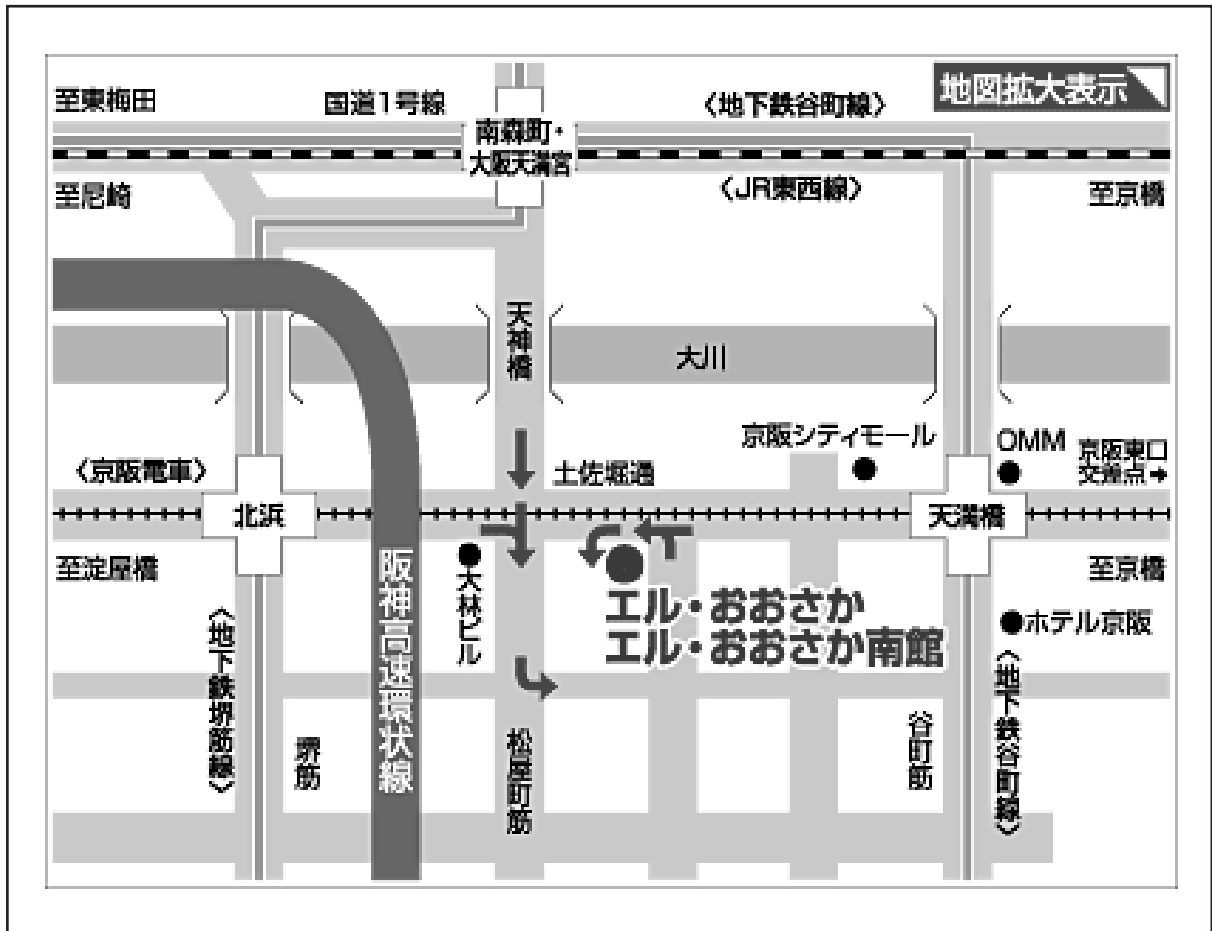 地図拡大表示
至東梅田
国道1号線
〈地下鉄谷町線〉
南森町・
大阪天満宮
至尼崎
〈JR東西線〉
至京橋
天神橋
大川
京阪シティモール
OMM
京阪東口
交差点➔
〈京阪電車〉
土佐堀通
北浜
天満橋
至淀屋橋
大林ビル
阪神高速環状線
エル・おおさか
エル・おおさか南館
至京橋
ホテル京阪
〈地下鉄堺筋線〉
堺筋
松屋町筋
谷町筋
〈地下鉄谷町線〉